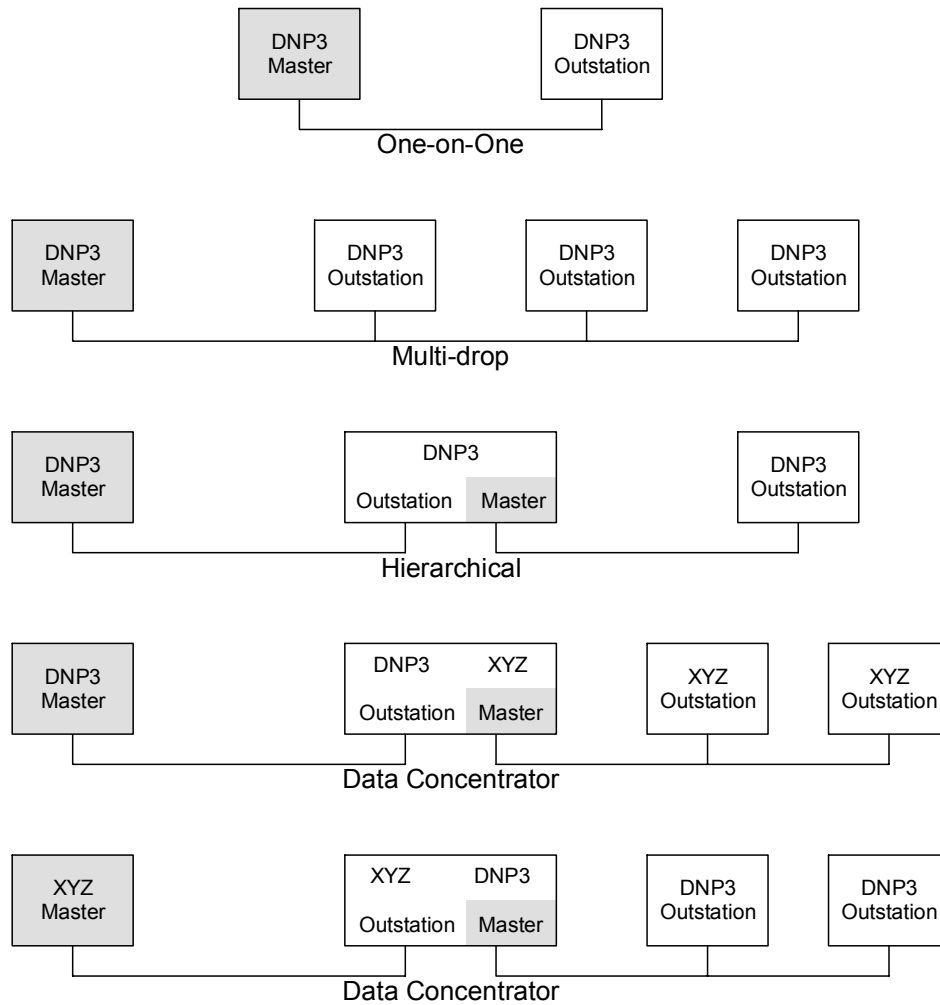 DNP3
Master
DNP3
Outstation
One-on-One
DNP3
Master
DNP3
Outstation
DNP3
Outstation
DNP3
Outstation
Multi-drop
DNP3
Master
DNP3
Outstation Master
DNP3
Outstation
Hierarchical
DNP3
Master
DNP3 XYZ
Outstation Master
XYZ
Outstation
XYZ
Outstation
Data Concentrator
XYZ
Master
XYZ DNP3
Outstation Master
DNP3
Outstation
DNP3
Outstation
Data Concentrator